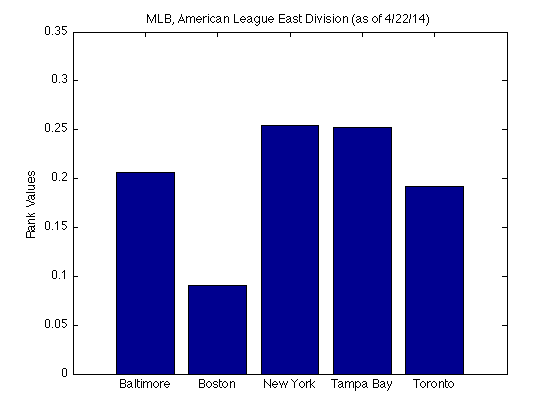 MLB, American League East Division (as of 4/22/14)
0.35
0.3
0.25
0.2
0.15
0.1
0.05
0
Rank Values
Baltimore Boston New York Tampa Bay Toronto